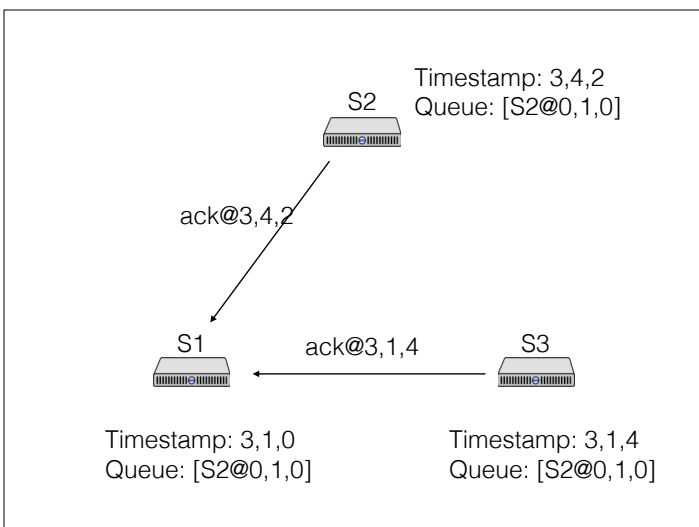 Timestamp: 3,4,2
S2
Queue: [S2@0,1,0]
ack@3,4,2
S1
ack@3,1,4
S3
Timestamp: 3,1,0
Queue: [S2@0,1,0]
Timestamp: 3,1,4
Queue: [S2@0,1,0]